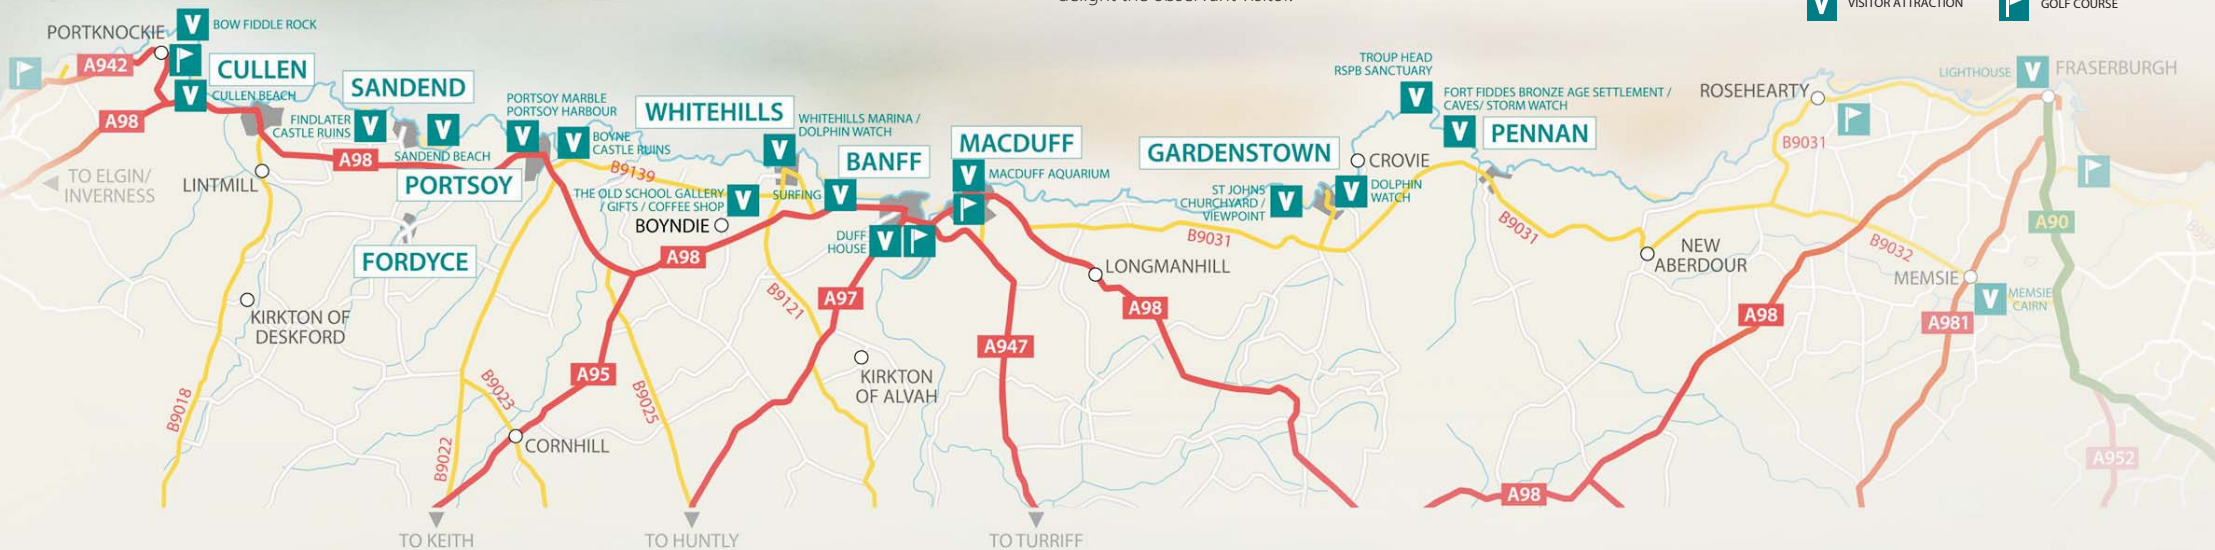 VISITOR ATTRACTION
GOLF COURSE
PORTKNOCKIE
BOW FIDDLE ROCK
A942
CULLEN
CULLEN BEACH
A98
TO ELGIN/
INVERNESS
SANDEND
FINDLATER
CASTLE RUINS
SANDEND BEACH
A98
LINTMILL
PORTSOY MARBLE
PORTSOY HARBOUR
BOYNE
CASTLE RUINS
PORTSOY
B9139
FORDYCE
KIRKTON OF
DESKFORD
B9018
B9022
B9023
CORNHILL
A95
B9025
TO KEITH
WHITEHILLS
WHITEHILLS MARINA /
DOLPHIN WATCH
THE OLD SCHOOL GALLERY
/ GIFTS / COFFEE SHOP
SURFING
BOYNDIE
A98
BANFF
DUFF
HOUSE
B9121
A97
KIRKTON
OF ALVAH
TO HUNTLY
MACDUFF
MACDUFF AQUARIUM
A947
TO TURRIFF
LONGMANHILL
A98
GARDENSTOWN
ST JOHNS
CHURCHYARD /
VIEWPOINT
B9031
CROVIE
DOLPHIN
WATCH
TROUP HEAD
RSPB SANCTUARY
FORT FIDDES BRONZE AGE SETTLEMENT /
CAVES/ STORM WATCH
PENNAN
B9031
NEW
ABERDOUR
ROSEHEARTY
B9031
B9032
LIGHTHOUSE
FRASERBURGH
A90
MEMSIE
MEMSIE
CAIRN
A98
A981
A952
A98